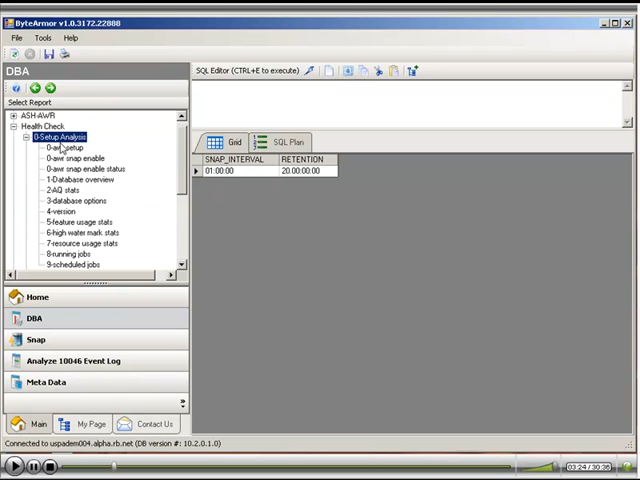 ByteArmor v1.0.3172.22888
File Tools Help
DBA
SQL Editor (CTRL+E to execute)
Select Report
ASH-AWR
Health Check
0-Setup Analysis
0-awr setup
0-awr snap enable
0-awr snap enable status
1-Database overview
2-AQ stats
3-database options
4-version
5-feature usage stats
6-high water mark stats
7-resource usage stats
8-running jobs
9-scheduled jobs
Grid SQL Plan
SNAP_INTERVAL RETENTION
01:00:00 20.00:00:00
Home
DBA
Snap
Analyze 10046 Event Log
Meta Data
Main My Page Contact Us
Connected to uspadem004.alpha.rb.net (DB version #: 10.2.0.1.0)
03:24 / 30:36